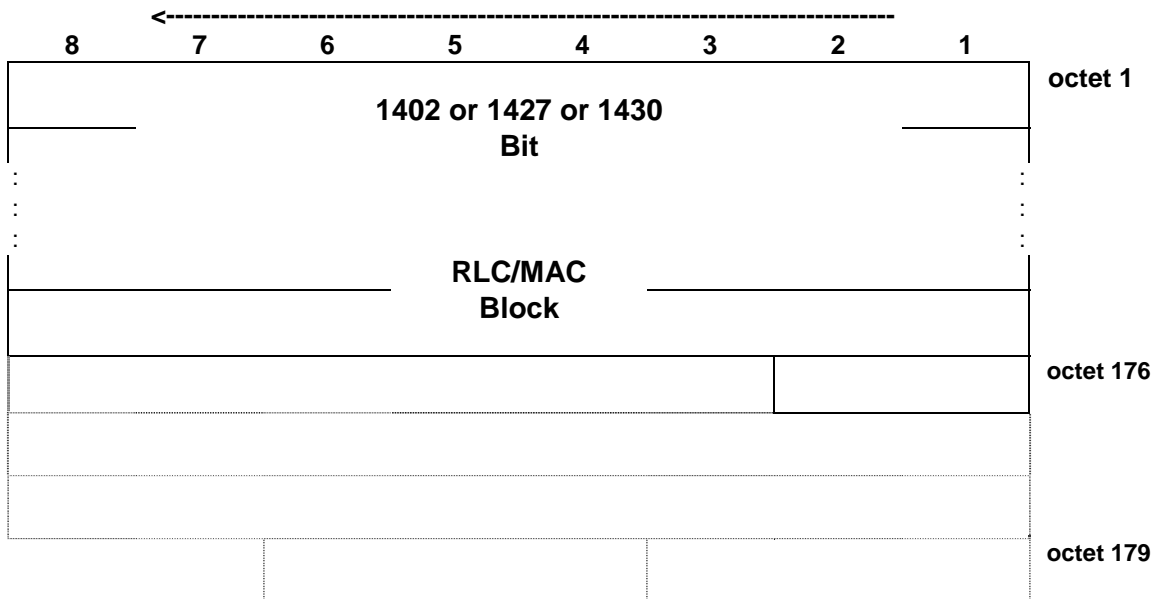 <---------------------------------------------------------------------------------
8 7 6 5 4 3 2 1
octet 1
1402 or 1427 or 1430
Bit
: :
: :
: :
RLC/MAC
Block
octet 176
octet 179